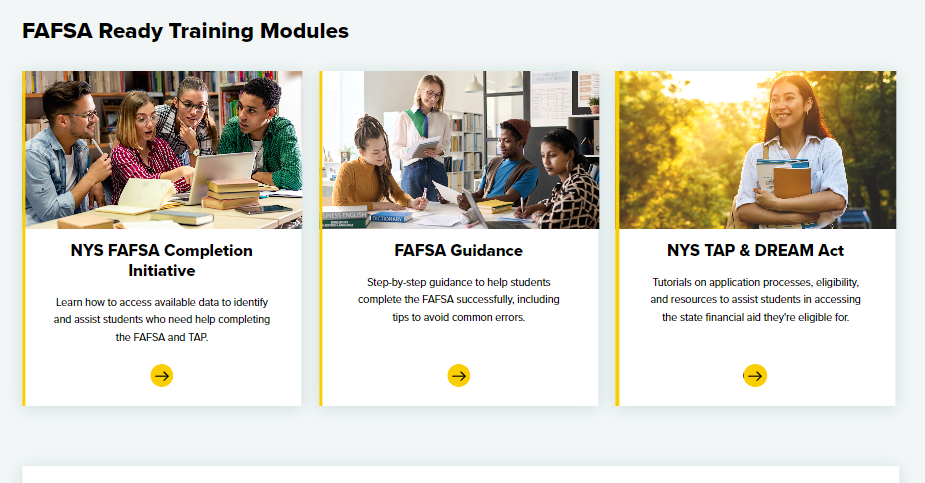 FAFSA Ready Training Modules
NYS FAFSA Completion
Initiative
Learn how to access available data to identify
and assist students who need help completing
the FAFSA and TAP.
BUSINESS ENGLISH
DICTIONARY
FAFSA Guidance
Step-by-step guidance to help students
complete the FAFSA successfully, including
tips to avoid common errors.
NYS TAP & DREAM Act
Tutorials on application processes, eligibility,
and resources to assist students in accessing
the state financial aid they're eligible for.